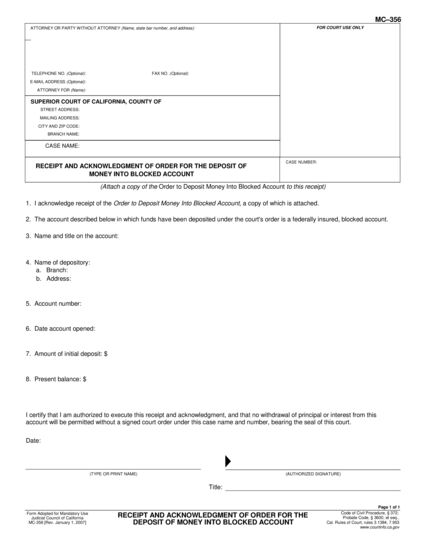 MC–356
ATTORNEY OR PARTY WITHOUT ATTORNEY (Name, state bar number, and address):
FOR COURT USE ONLY
TELEPHONE NO. (Optional): FAX NO. (Optional):
E-MAIL ADDRESS (Optional):
ATTORNEY FOR (Name):
SUPERIOR COURT OF CALIFORNIA, COUNTY OF
STREET ADDRESS:
MAILING ADDRESS:
CITY AND ZIP CODE:
BRANCH NAME:
CASE NAME:
RECEIPT AND ACKNOWLEDGMENT OF ORDER FOR THE DEPOSIT OF
MONEY INTO BLOCKED ACCOUNT
CASE NUMBER:
(Attach a copy of the Order to Deposit Money Into Blocked Account to this receipt)
1. I acknowledge receipt of the Order to Deposit Money Into Blocked Account, a copy of which is attached.
2. The account described below in which funds have been deposited under the court's order is a federally insured, blocked account.
3. Name and title on the account:
4. Name of depository:
a. Branch:
b. Address:
5. Account number:
6. Date account opened:
7. Amount of initial deposit: $
8. Present balance: $
I certify that I am authorized to execute this receipt and acknowledgment, and that no withdrawal of principal or interest from this
account will be permitted without a signed court order under this case name and number, bearing the seal of this court.
Date:
(TYPE OR PRINT NAME) (AUTHORIZED SIGNATURE)
Title:
Page 1 of 1
Form Adopted for Mandatory Use
Judicial Council of California
MC-356 [Rev. January 1, 2007]
RECEIPT AND ACKNOWLEDGMENT OF ORDER FOR THE
DEPOSIT OF MONEY INTO BLOCKED ACCOUNT
Code of Civil Procedure, § 372;
Probate Code, § 3600, et seq.
Cal. Rules of Court, rules 3.1384, 7.953
www.courtinfo.ca.gov